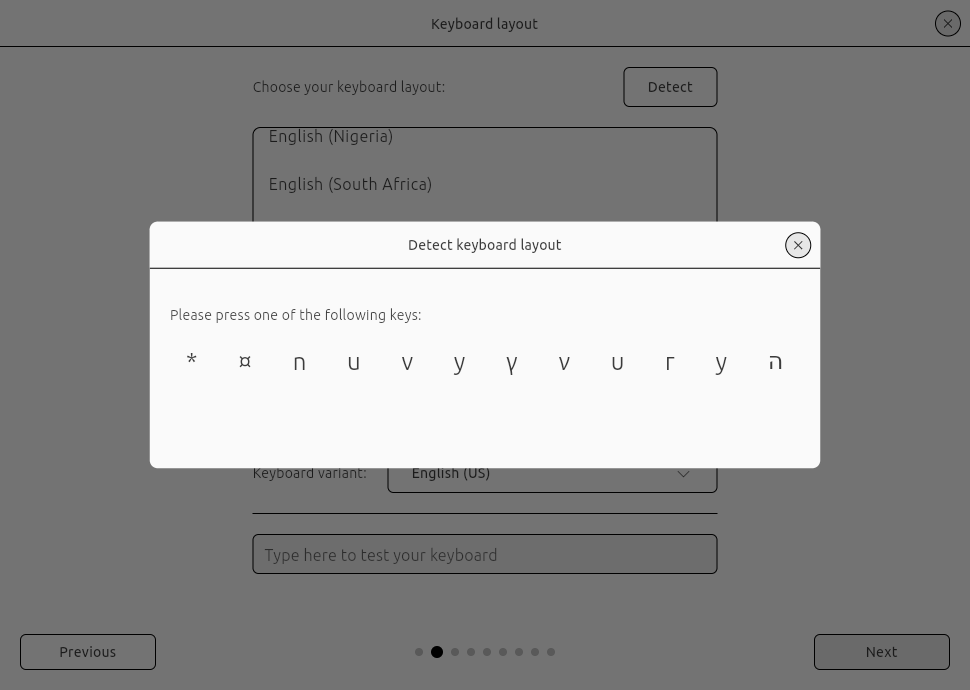 Keyboard layout
Choose your keyboard layout:
Detect
English (Nigeria)
English (South Africa)
Detect keyboard layout
Please press one of the following keys:
* ¤ ո u v y γ ν u r y ה
Keyboard variant:
English (US)
Type here to test your keyboard
Previous
Next